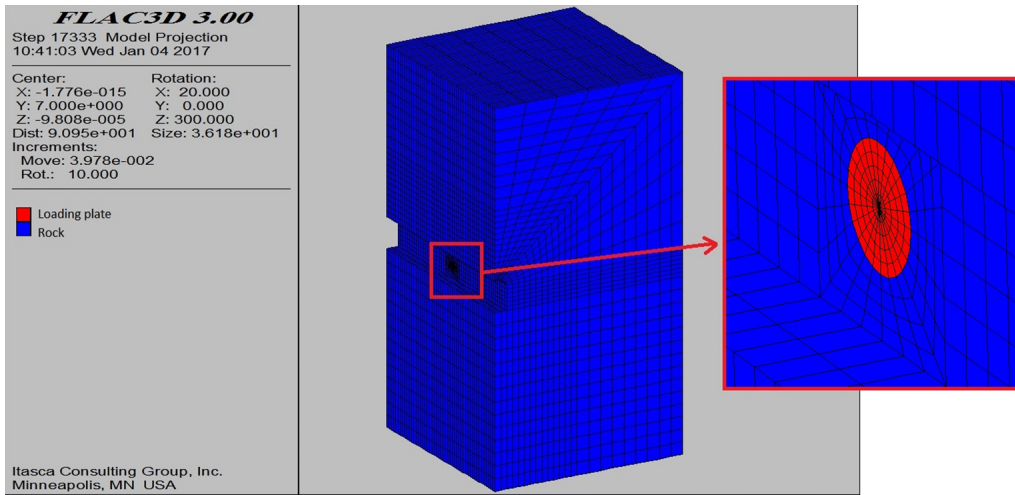 FLAC3D 3.00
Step 17333 Model Projection
10:41:03 Wed Jan 04 2017
Center: Rotation:
X: -1.776e-015 X: 20.000
Y: 7.000e+000 Y: 0.000
Z: -9.808e-005 Z: 300.000
Dist: 9.095e+001 Size: 3.618e+001
Increments:
Move: 3.978e-002
Rot.: 10.000
Loading plate
Rock
Itasca Consulting Group, Inc.
Minneapolis, MN USA